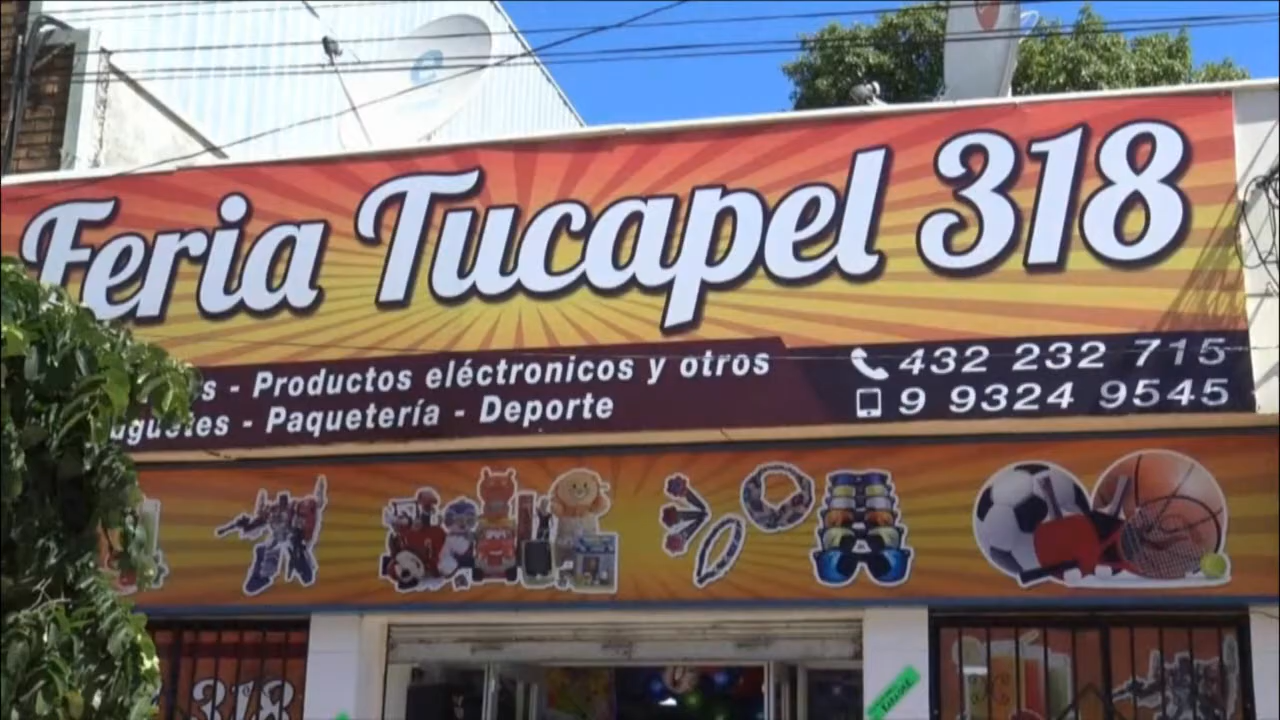 Feria Tucapel 318
- Productos eléctronicos y otros
- Paquetería - Deporte
432 232 715
9 9324 9545
318